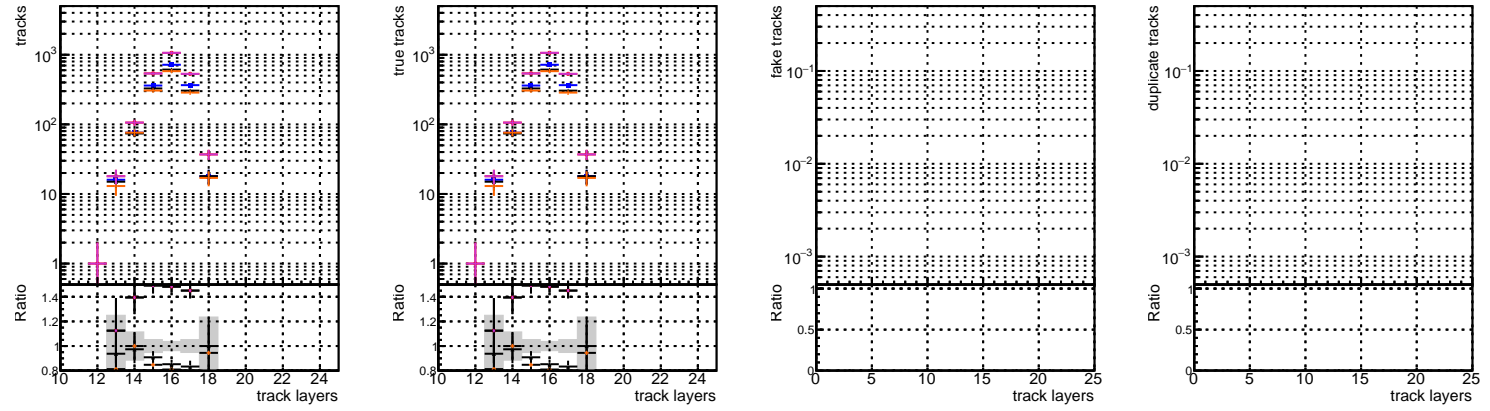 tracks
10³
10²
10
1
Ratio
1.4
1.2
1
0.8
10 12 14 16 18 20 22 24
track layers
true tracks
10³
10²
10
1
Ratio
1.4
1.2
1
0.8
10 12 14 16 18 20 22 24
track layers
fake tracks
10⁻¹
10⁻²
10⁻³
Ratio
1
0.5
0
0 5 10 15 20 25
track layers
duplicate tracks
10⁻¹
10⁻²
10⁻³
Ratio
1
0.5
0
0 5 10 15 20 25
track layers